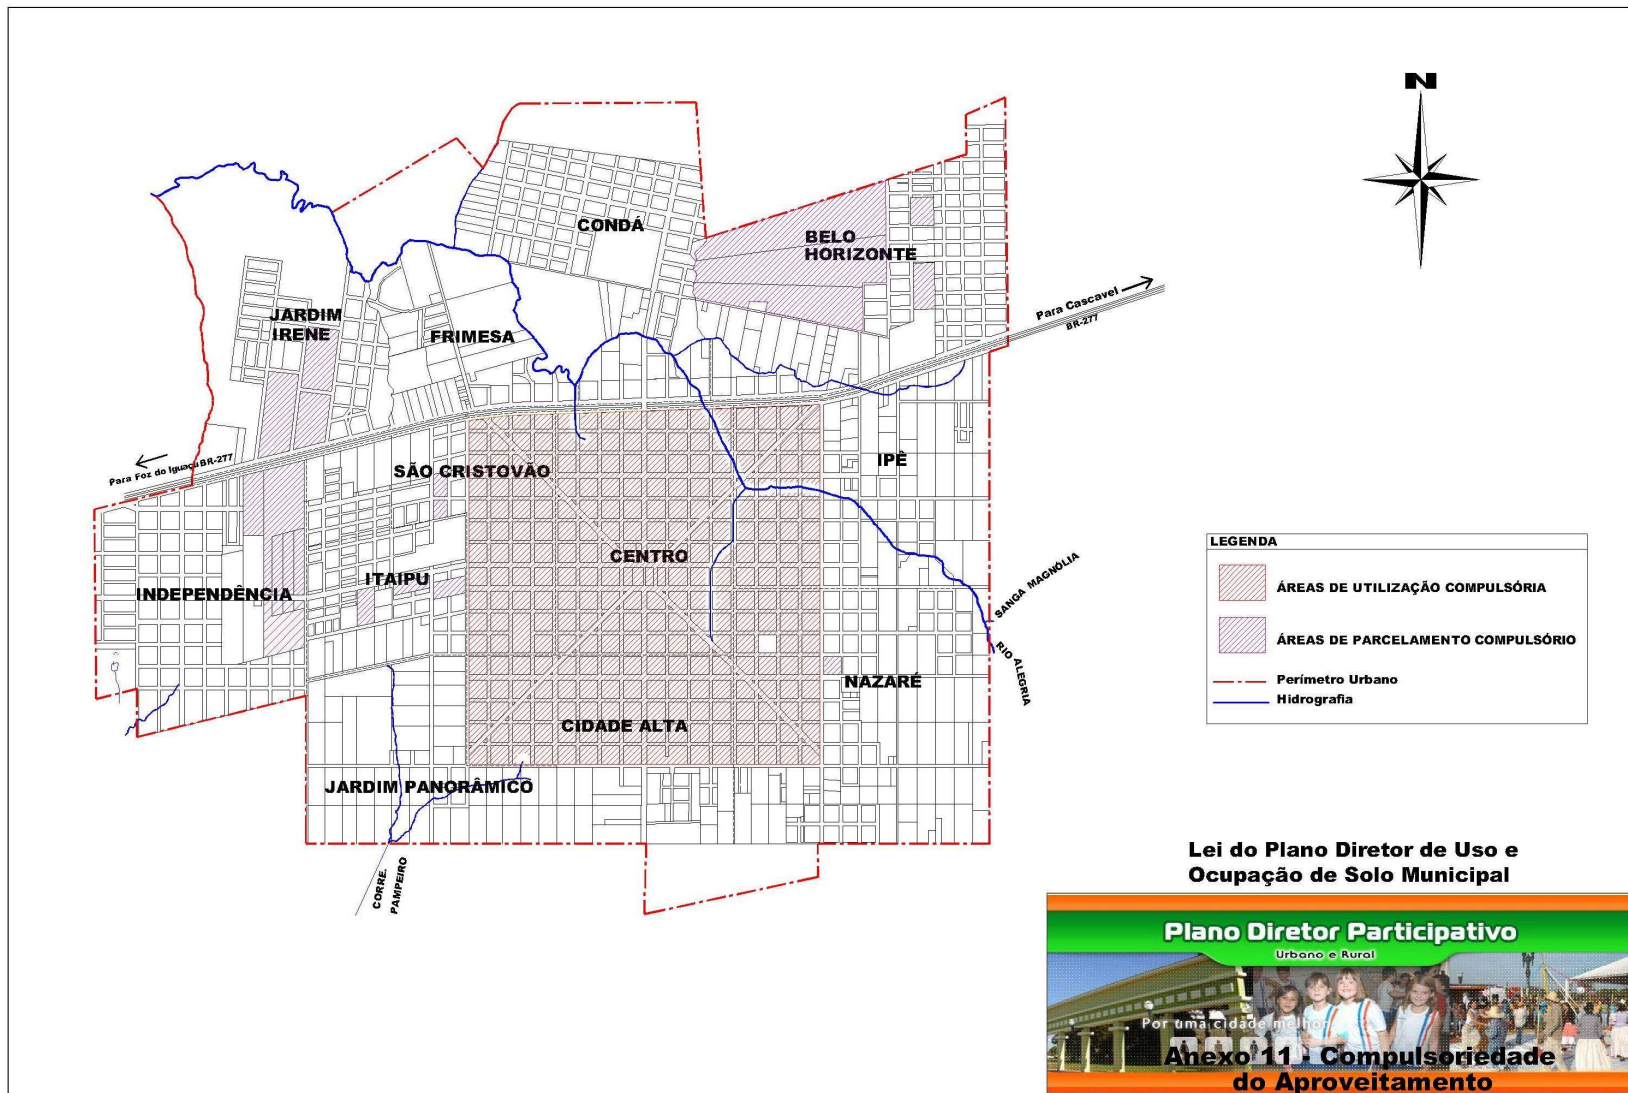 N
CONDÁ
BELO
HORIZONTE
Para Cascavel
BR-277
JARDIM
IRENE
FRIMESA
Para Foz do Iguaçu BR-277
SÃO CRISTOVÃO
IPÊ
CENTRO
ITAIPU
INDEPENDÊNCIA
SANGA MAGNÓLIA
RIO ALEGRIA
NAZARÉ
CIDADE ALTA
JARDIM PANORÂMICO
CORRE.
PAMPEIRO
LEGENDA
ÁREAS DE UTILIZAÇÃO COMPULSÓRIA
ÁREAS DE PARCELAMENTO COMPULSÓRIO
Perímetro Urbano
Hidrografia
Lei do Plano Diretor de Uso e
Ocupação de Solo Municipal
Plano Diretor Participativo
Urbano e Rural
Por uma cidade melhor
Anexo 11 - Compulsoriedade
do Aproveitamento